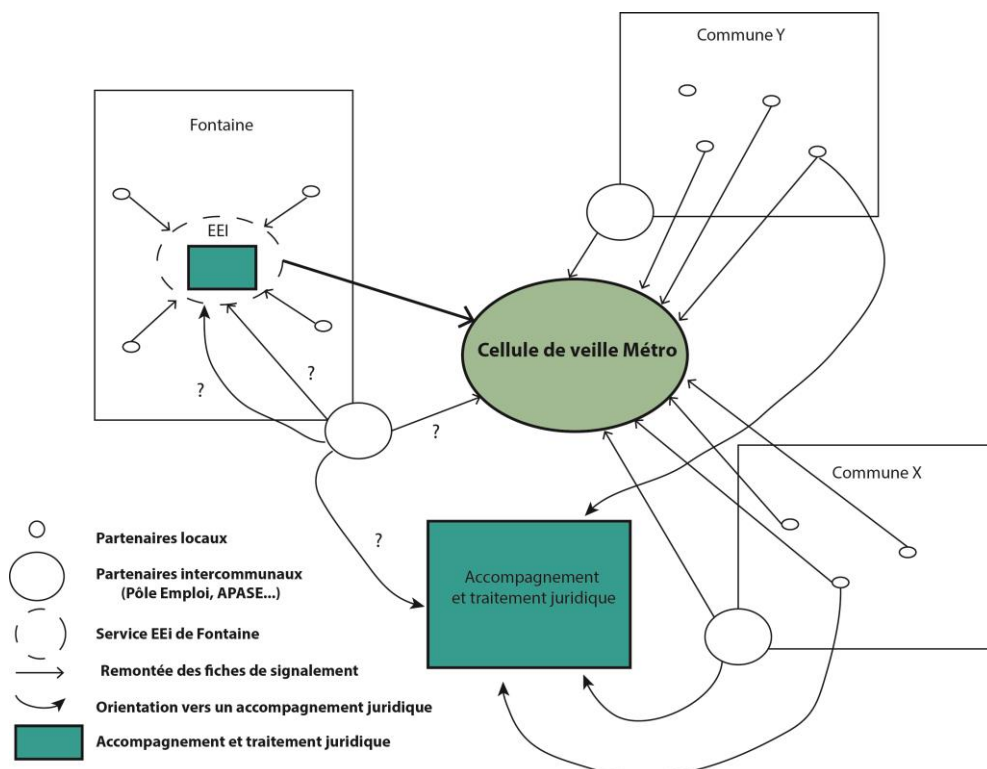 Commune Y
Fontaine
EEI
Cellule de veille Métro
?
?
?
?
Commune X
Accompagnement
et traitement juridique
Partenaires locaux
Partenaires intercommunaux
(Pôle Emploi, APASE...)
Service EEi de Fontaine
Remontée des fiches de signalement
Orientation vers un accompagnement juridique
Accompagnement et traitement juridique